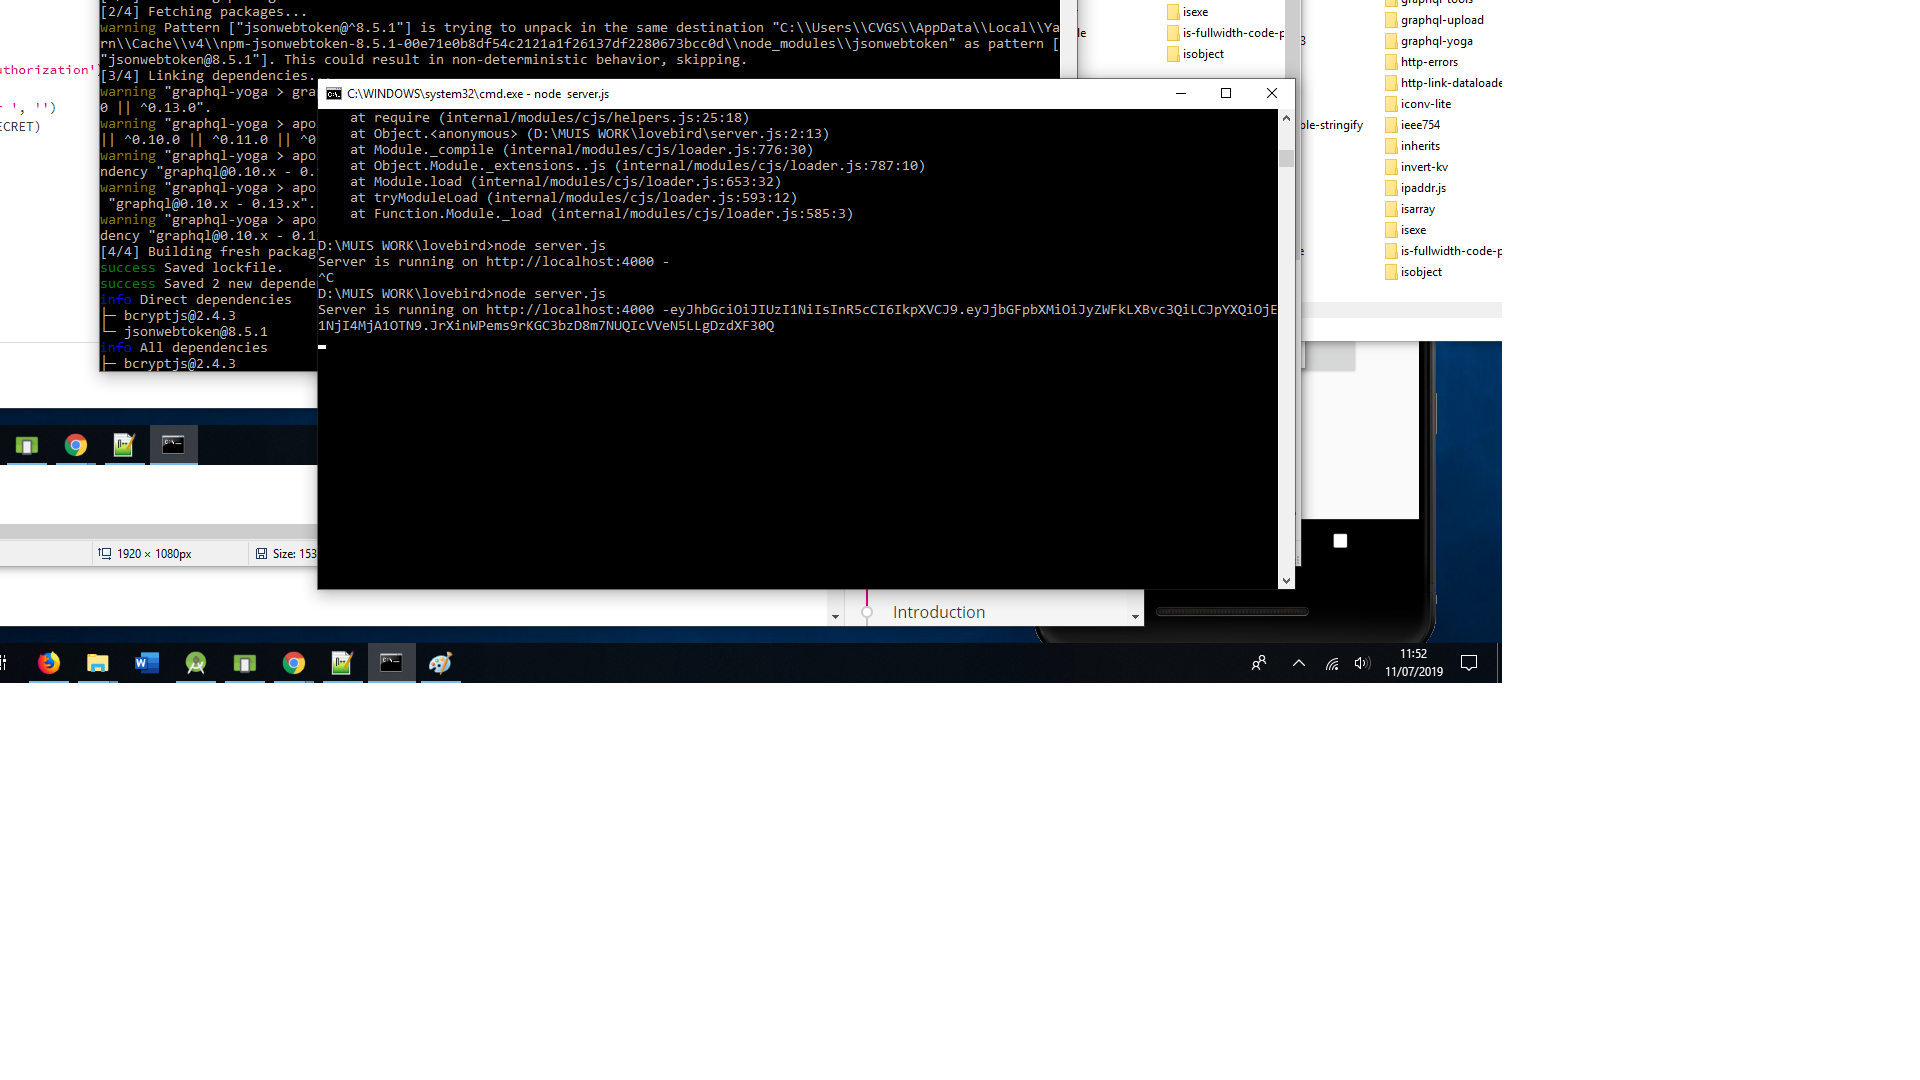 [2/4] Fetching packages...
warning Pattern ["jsonwebtoken@^8.5.1"] is trying to unpack in the same destination "C:\\Users\\CVGS\\AppData\\Local\\Ya
rn\\Cache\\v4\\npm-jsonwebtoken-8.5.1-00e71e0b8df54c2121a1f26137df2280673bcc0d\\node_modules\\jsonwebtoken" as pattern [
"jsonwebtoken@8.5.1"]. This could result in non-deterministic behavior, skipping.
[3/4] Linking dependencies...
warning "graphql-yoga > gra
0 || ^0.13.0".
warning "graphql-yoga > apo
|| ^0.10.0 || ^0.11.0 || ^0
warning "graphql-yoga > apo
ndency "graphql@0.10.x - 0.
warning "graphql-yoga > apo
"graphql@0.10.x - 0.13.x".
warning "graphql-yoga > apo
dency "graphql@0.10.x - 0.1
[4/4] Building fresh packag
success Saved lockfile.
success Saved 2 new depende
info Direct dependencies
├─ bcryptjs@2.4.3
└─ jsonwebtoken@8.5.1
info All dependencies
├─ bcryptjs@2.4.3
uthorization'
', '')
ECRET)
C:\WINDOWS\system32\cmd.exe - node server.js
at require (internal/modules/cjs/helpers.js:25:18)
at Object.<anonymous> (D:\MUIS WORK\lovebird\server.js:2:13)
at Module._compile (internal/modules/cjs/loader.js:776:30)
at Object.Module._extensions..js (internal/modules/cjs/loader.js:787:10)
at Module.load (internal/modules/cjs/loader.js:653:32)
at tryModuleLoad (internal/modules/cjs/loader.js:593:12)
at Function.Module._load (internal/modules/cjs/loader.js:585:3)
D:\MUIS WORK\lovebird>node server.js
Server is running on http://localhost:4000 -
^C
D:\MUIS WORK\lovebird>node server.js
Server is running on http://localhost:4000 -eyJhbGciOiJIUzI1NiIsInR5cCI6IkpXVCJ9.eyJjbGFpbXMiOiJyZWFkLXBvc3QiLCJpYXQiOjE
1NjI4MjA1OTN9.JrXinWPems9rKGC3bzD8m7NUQIcVVeN5LLgDzdXF30Q
isexe
is-fullwidth-code-p
isobject
de
3
ble-stringify
e
graphql-tools
graphql-upload
graphql-yoga
http-errors
http-link-dataloade
iconv-lite
ieee754
inherits
invert-kv
ipaddr.js
isarray
isexe
is-fullwidth-code-p
isobject
1920 × 1080px
Size: 153
Introduction
11:52
11/07/2019